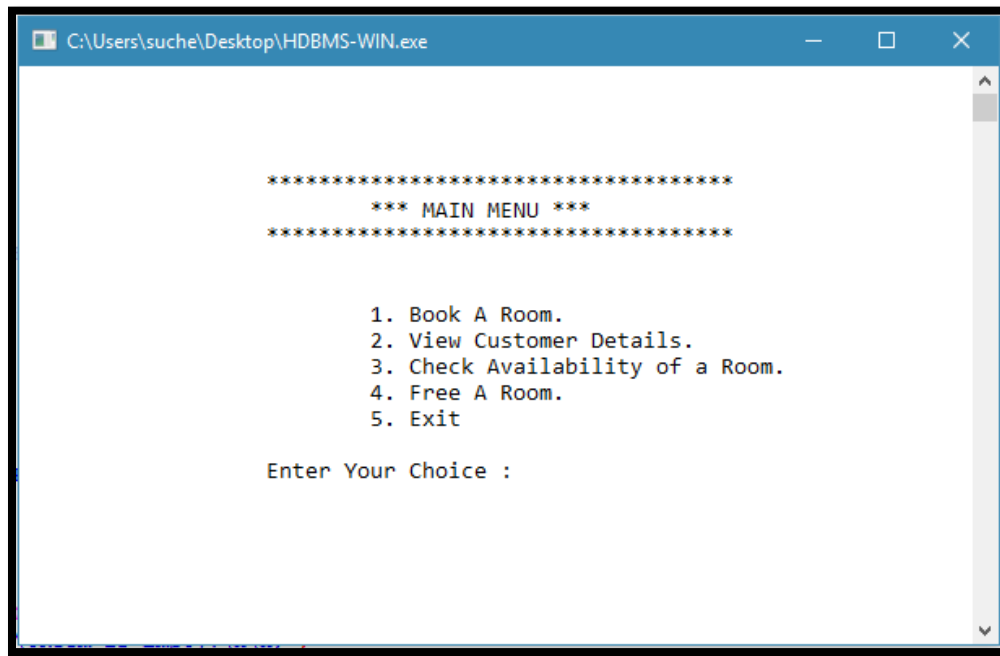 C:\Users\suche\Desktop\HDBMS-WIN.exe
************************************
*** MAIN MENU ***
************************************
1. Book A Room.
2. View Customer Details.
3. Check Availability of a Room.
4. Free A Room.
5. Exit
Enter Your Choice :